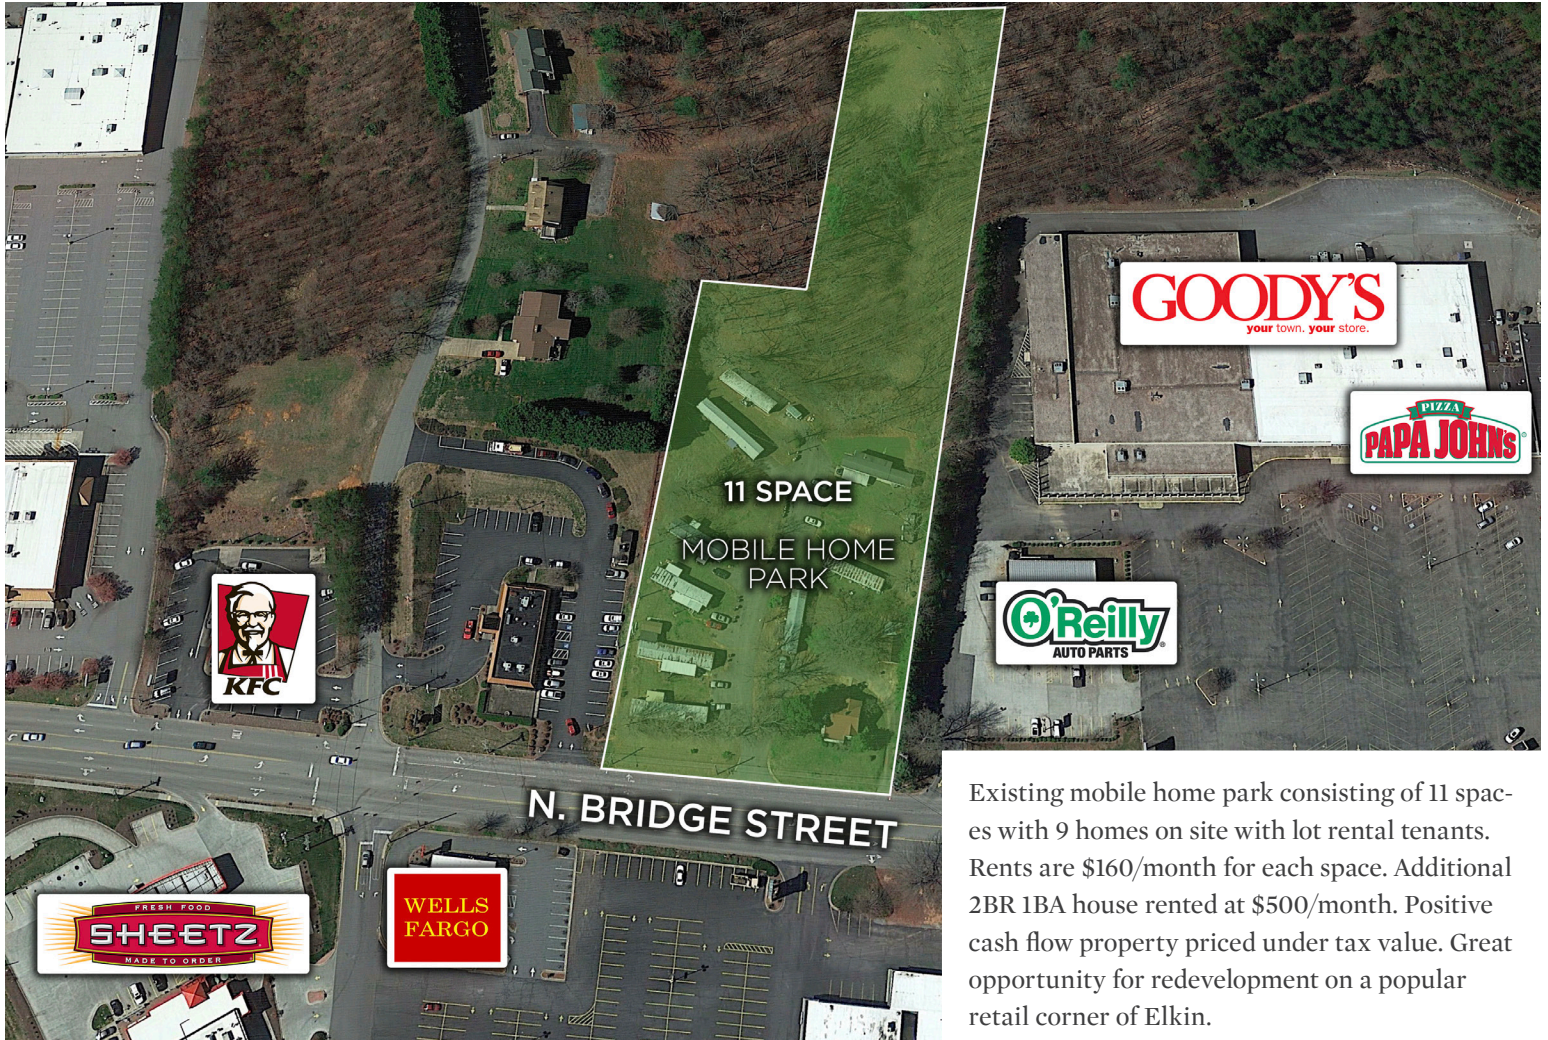 GOODY'S
your town. your store.
PIZZA
PAPA JOHNS
11 SPACE
MOBILE HOME
PARK
O'Reilly
AUTO PARTS
KFC
N. BRIDGE STREET
FRESH FOOD
SHEETZ
MADE TO ORDER
WELLS
FARGO
Existing mobile home park consisting of 11 spac-
es with 9 homes on site with lot rental tenants.
Rents are $160/month for each space. Additional
2BR 1BA house rented at $500/month. Positive
cash flow property priced under tax value. Great
opportunity for redevelopment on a popular
retail corner of Elkin.